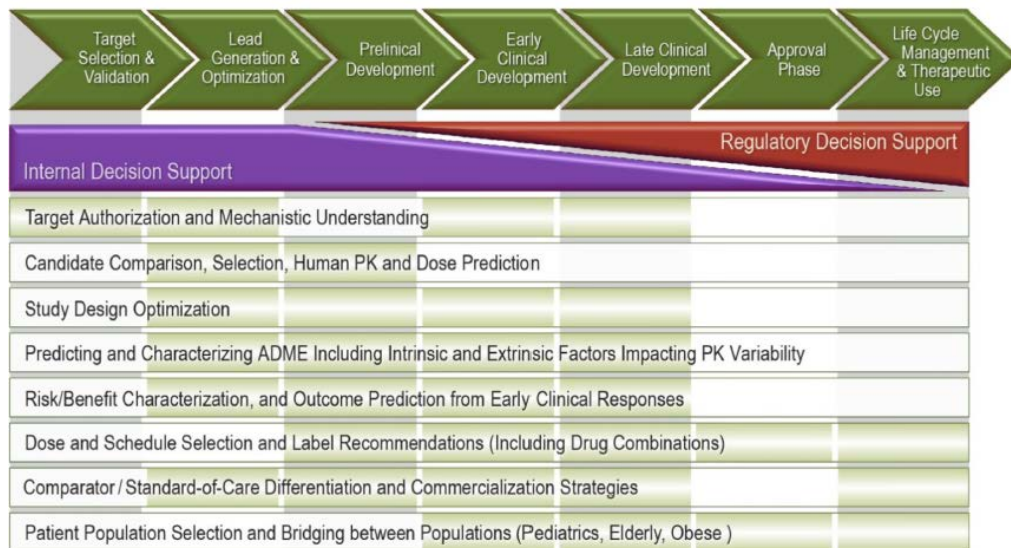 Target
Selection &
Validation
Lead
Generation &
Optimization
Prelinical
Development
Early
Clinical
Development
Late Clinical
Development
Approval
Phase
Life Cycle
Management
& Therapeutic
Use
Regulatory Decision Support
Internal Decision Support
Target Authorization and Mechanistic Understanding
Candidate Comparison, Selection, Human PK and Dose Prediction
Study Design Optimization
Predicting and Characterizing ADME Including Intrinsic and Extrinsic Factors Impacting PK Variability
Risk/Benefit Characterization, and Outcome Prediction from Early Clinical Responses
Dose and Schedule Selection and Label Recommendations (Including Drug Combinations)
Comparator / Standard-of-Care Differentiation and Commercialization Strategies
Patient Population Selection and Bridging between Populations (Pediatrics, Elderly, Obese )